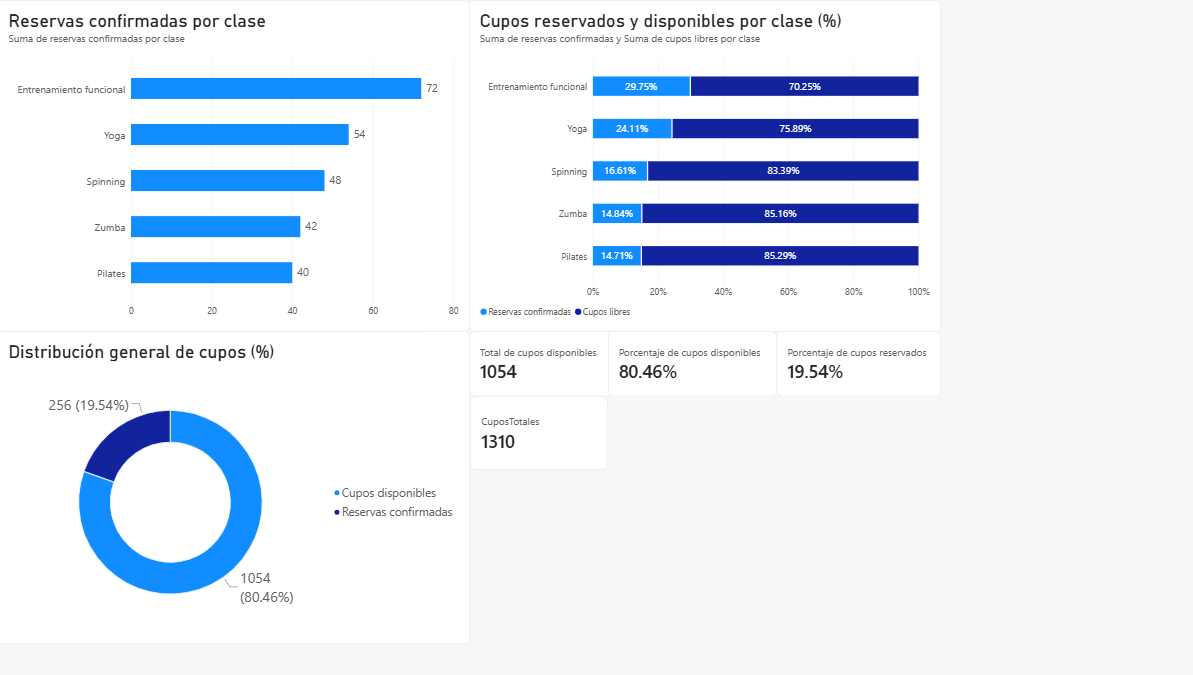 Reservas confirmadas por clase
Suma de reservas confirmadas por clase
Entrenamiento funcional
72
Yoga
54
Spinning
48
Zumba
42
Pilates
40
0
20
40
60
80
Cupos reservados y disponibles por clase (%)
Suma de reservas confirmadas y Suma de cupos libres por clase
Entrenamiento funcional
29.75%
70.25%
Yoga
24.11%
75.89%
Spinning
16.61%
83.39%
Zumba
14.84%
85.16%
Pilates
14.71%
85.29%
0%
20%
40%
60%
80%
100%
Reservas confirmadas
Cupos libres
Distribución general de cupos (%)
256 (19.54%)
Cupos disponibles
Reservas confirmadas
1054
(80.46%)
Total de cupos disponibles
1054
Porcentaje de cupos disponibles
80.46%
Porcentaje de cupos reservados
19.54%
CuposTotales
1310